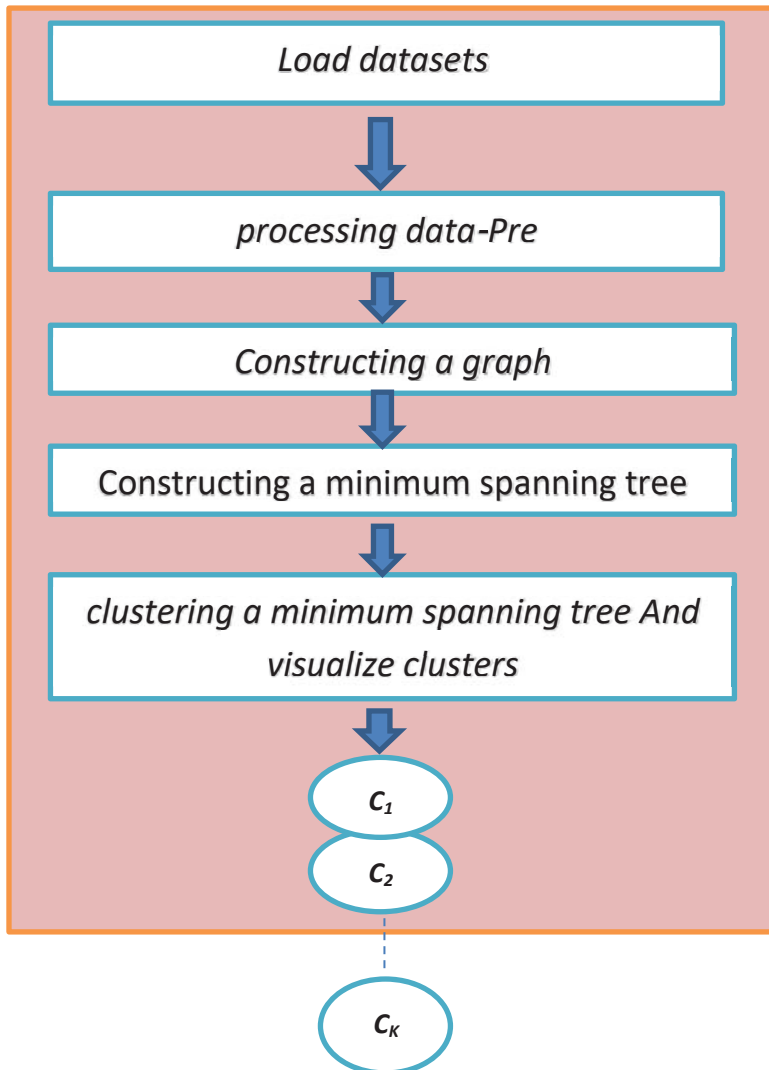 Load datasets
processing data-Pre
Constructing a graph
Constructing a minimum spanning tree
clustering a minimum spanning tree And
visualize clusters
C1
C2
CK